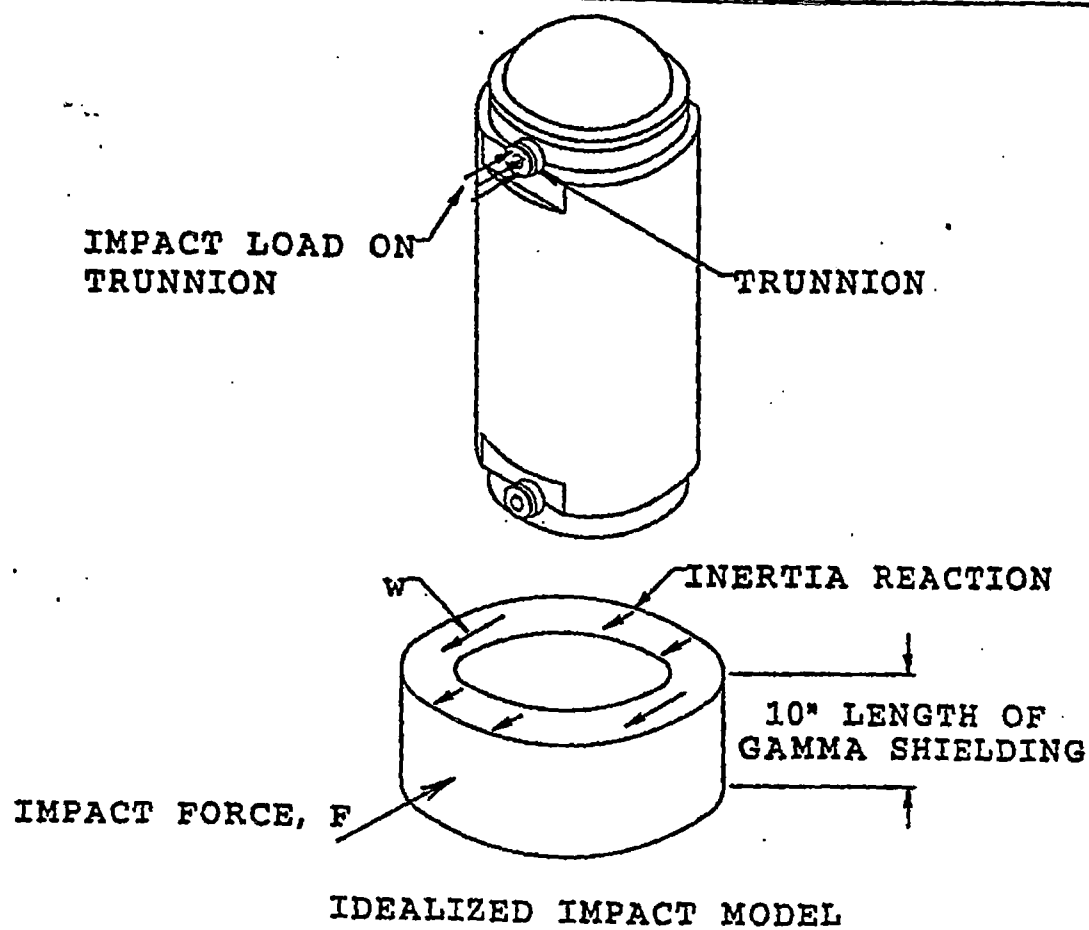 IMPACT LOAD ON
TRUNNION
TRUNNION
w
INERTIA REACTION
10" LENGTH OF
GAMMA SHIELDING
IMPACT FORCE, F
IDEALIZED IMPACT MODEL